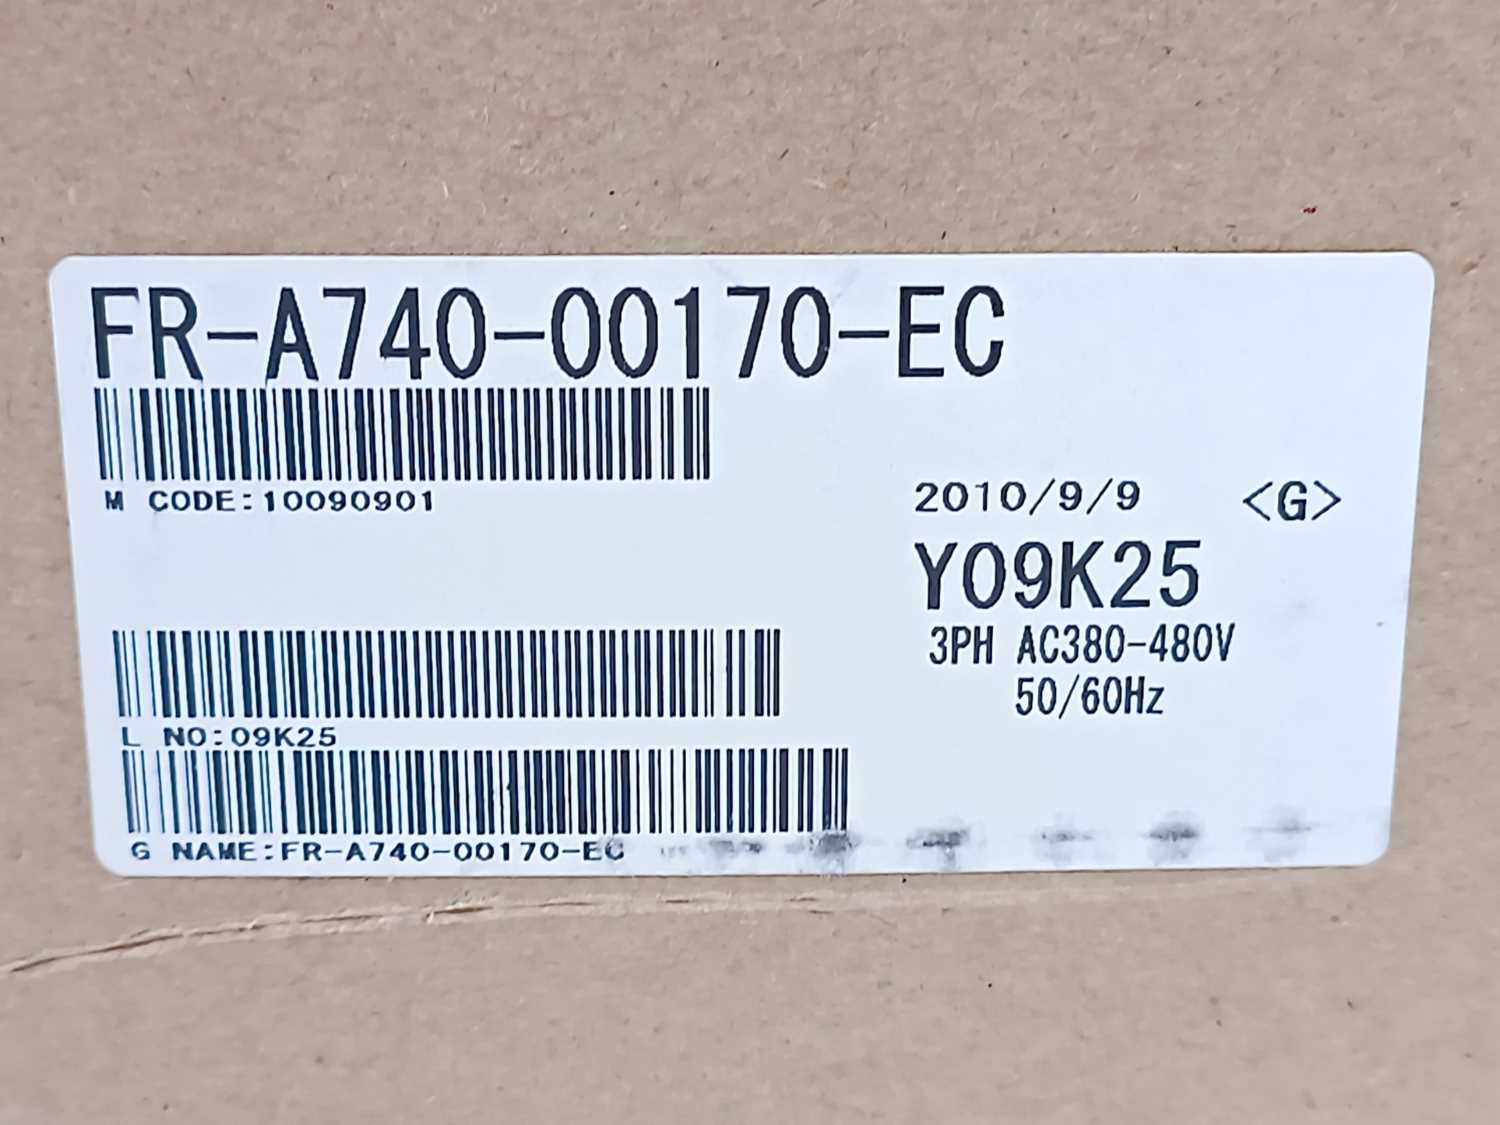 FR-A740-00170-EC
M CODE:10090901
2010/9/9 <G>
Y09K25
3PH AC380-480V
50/60Hz
L NO:09K25
G NAME:FR-A740-00170-EC